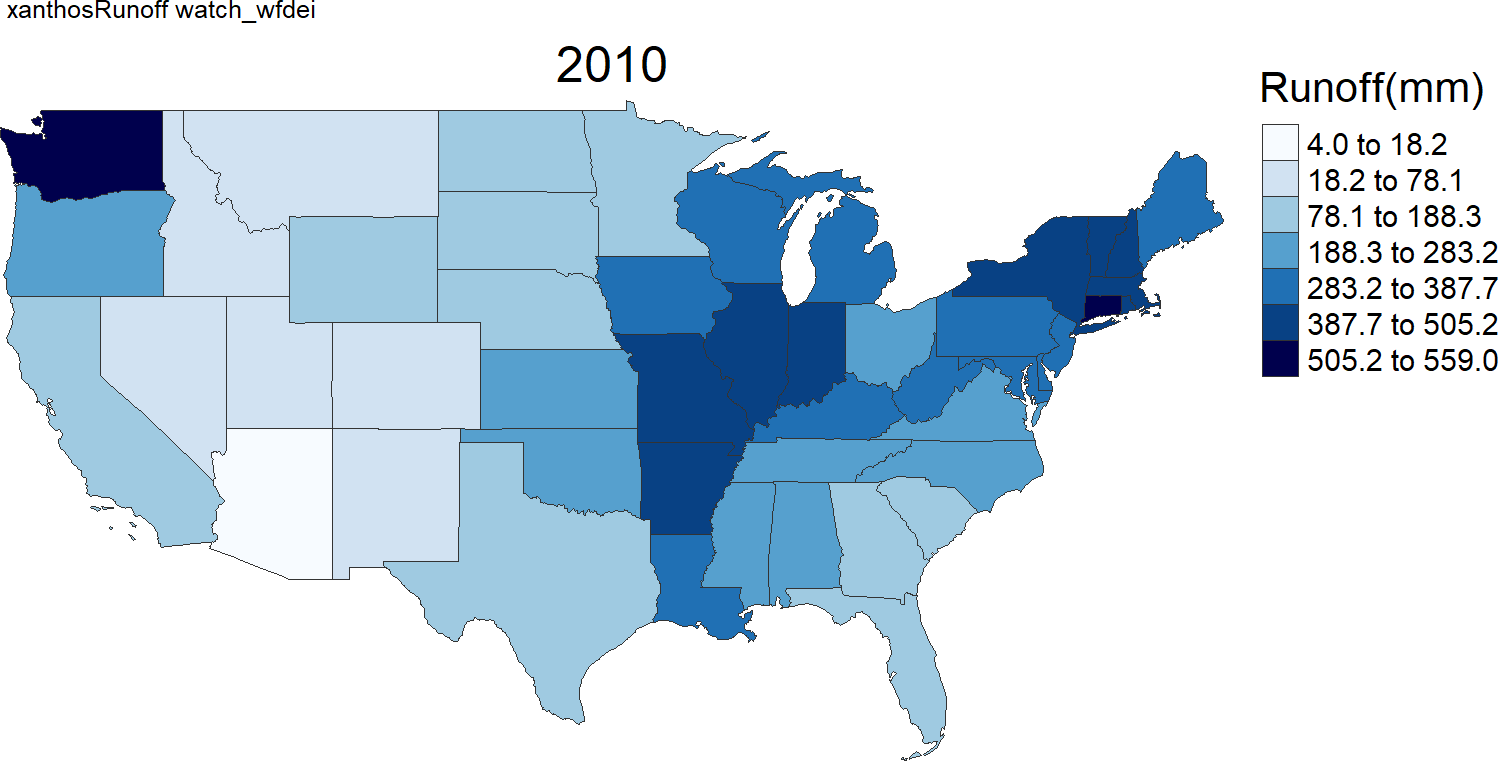 xanthosRunoff watch_wfdei
2010
Runoff(mm)
4.0 to 18.2
18.2 to 78.1
78.1 to 188.3
188.3 to 283.2
283.2 to 387.7
387.7 to 505.2
505.2 to 559.0